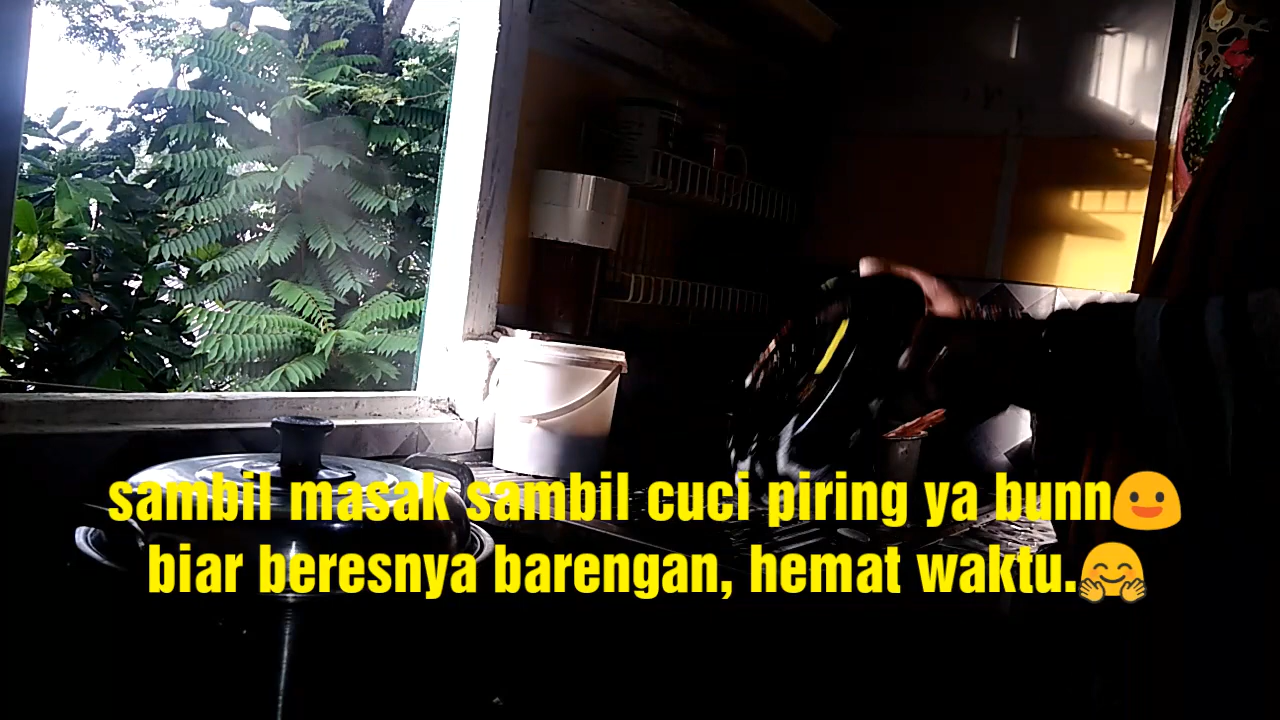 sambil masak sambil cuci piring ya bunn🙂
biar beresnya barengan, hemat waktu.🤗